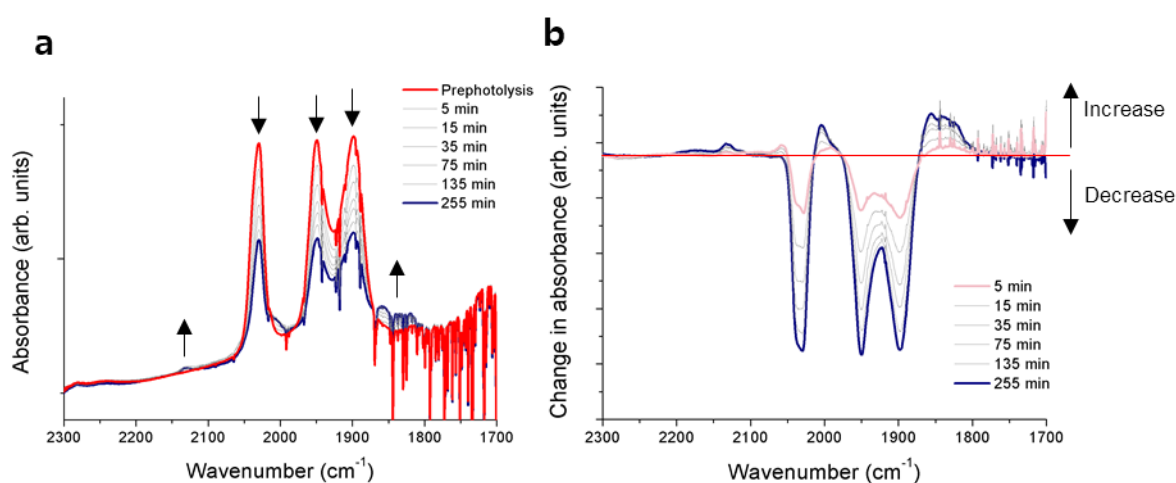 a
Absorbance (arb. units)
Prephotolysis
5 min
15 min
35 min
75 min
135 min
255 min
2300 2200 2100 2000 1900 1800 1700
Wavenumber (cm⁻¹)
b
Change in absorbance (arb. units)
Increase
Decrease
5 min
15 min
35 min
75 min
135 min
255 min
2300 2200 2100 2000 1900 1800 1700
Wavenumber (cm⁻¹)